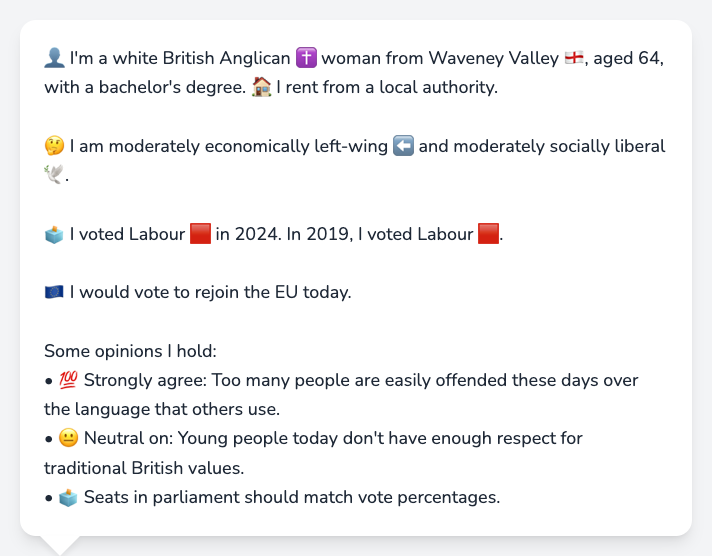 👤 I'm a white British Anglican ✝️ woman from Waveney Valley 🏴󠁧󠁢󠁥󠁮󠁧󠁿, aged 64,
with a bachelor's degree. 🏠 I rent from a local authority.
🤔 I am moderately economically left-wing ⬅️ and moderately socially liberal
🕊️.
🗳️ I voted Labour 🟥 in 2024. In 2019, I voted Labour 🟥.
🇪🇺 I would vote to rejoin the EU today.
Some opinions I hold:
• 💯 Strongly agree: Too many people are easily offended these days over
the language that others use.
• 😐 Neutral on: Young people today don't have enough respect for
traditional British values.
• 🗳️ Seats in parliament should match vote percentages.